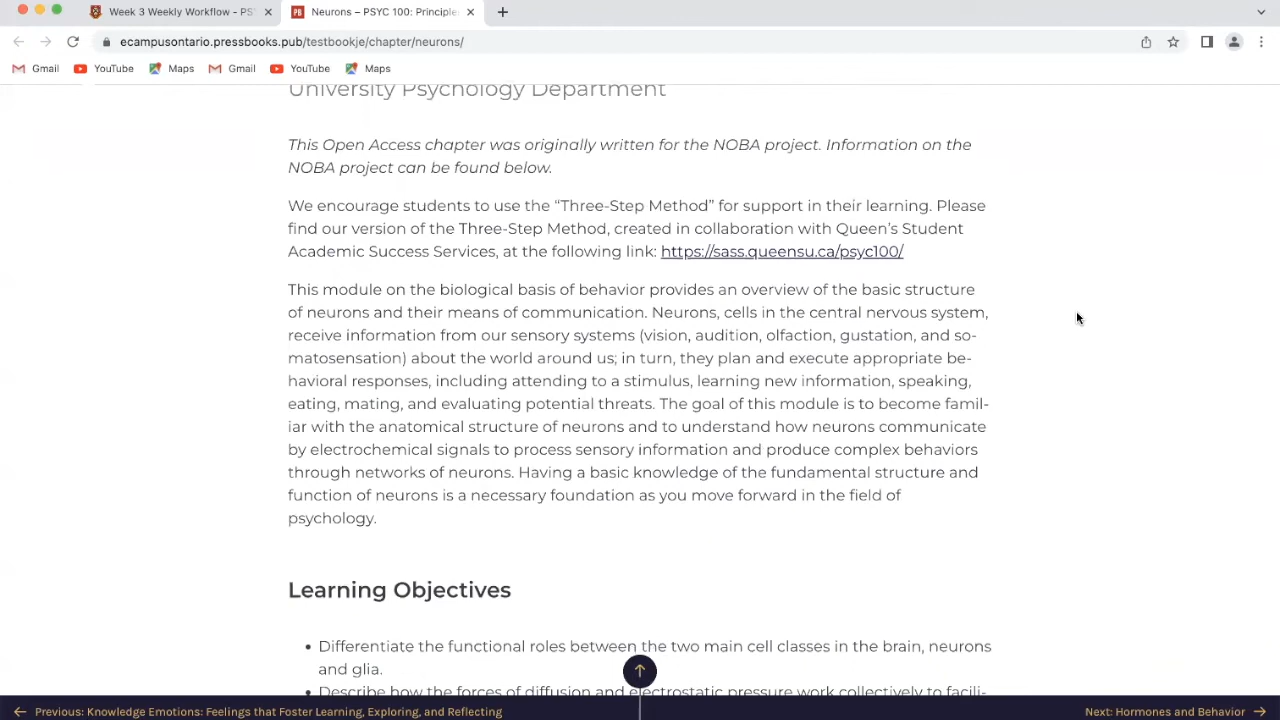 Week 3 Weekly Workflow - PS
Neurons – PSYC 100: Principle
ecampusontario.pressbooks.pub/testbookje/chapter/neurons/
Gmail YouTube Maps Gmail YouTube Maps
University Psychology Department
This Open Access chapter was originally written for the NOBA project. Information on the
NOBA project can be found below.
We encourage students to use the “Three-Step Method” for support in their learning. Please
find our version of the Three-Step Method, created in collaboration with Queen’s Student
Academic Success Services, at the following link: https://sass.queensu.ca/psyc100/
This module on the biological basis of behavior provides an overview of the basic structure
of neurons and their means of communication. Neurons, cells in the central nervous system,
receive information from our sensory systems (vision, audition, olfaction, gustation, and so-
matosensation) about the world around us; in turn, they plan and execute appropriate be-
havioral responses, including attending to a stimulus, learning new information, speaking,
eating, mating, and evaluating potential threats. The goal of this module is to become famil-
iar with the anatomical structure of neurons and to understand how neurons communicate
by electrochemical signals to process sensory information and produce complex behaviors
through networks of neurons. Having a basic knowledge of the fundamental structure and
function of neurons is a necessary foundation as you move forward in the field of
psychology.
Learning Objectives
• Differentiate the functional roles between the two main cell classes in the brain, neurons
and glia.
• Describe how the forces of diffusion and electrostatic pressure work collectively to facili-
Previous: Knowledge Emotions: Feelings that Foster Learning, Exploring, and Reflecting
Next: Hormones and Behavior